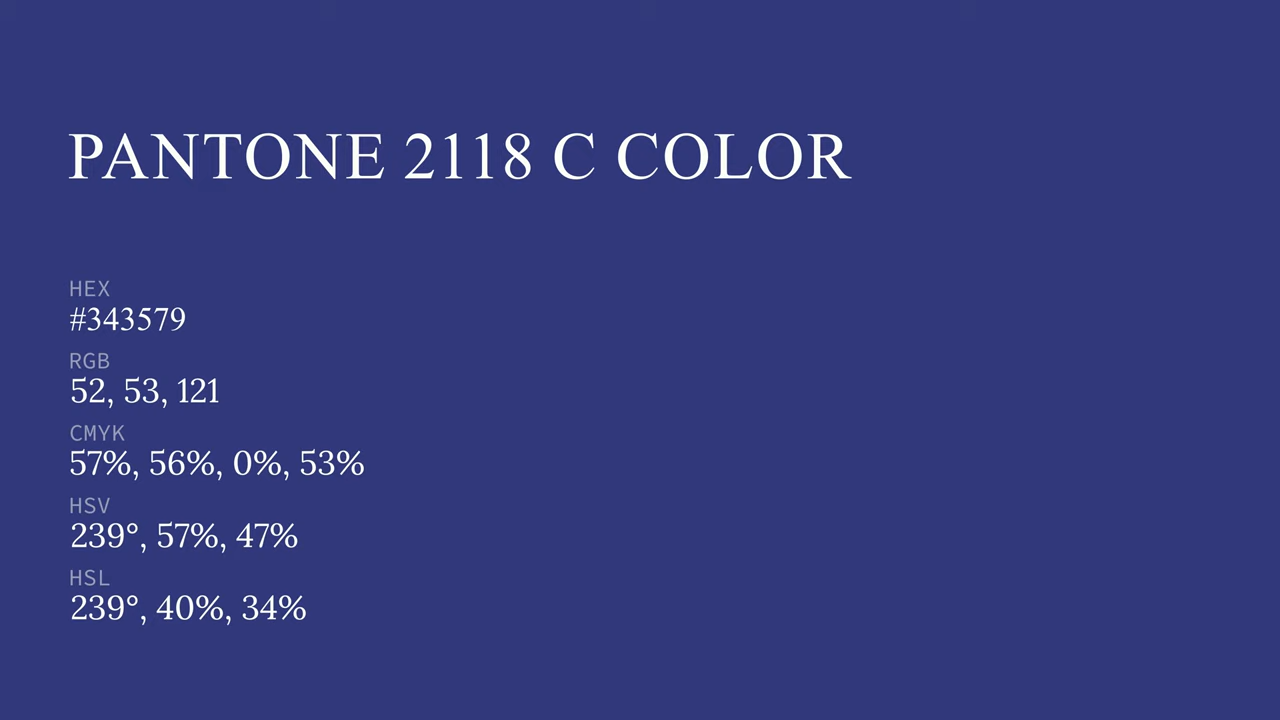 PANTONE 2118 C COLOR
HEX
#343579
RGB
52, 53, 121
CMYK
57%, 56%, 0%, 53%
HSV
239°, 57%, 47%
HSL
239°, 40%, 34%